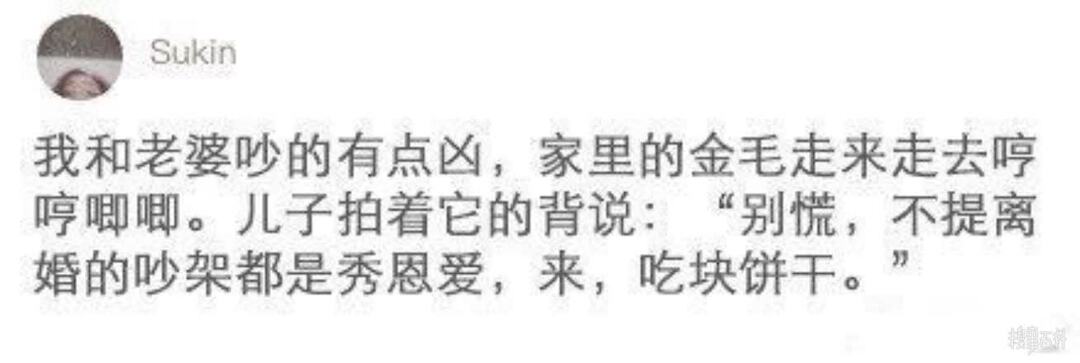 Sukin
我和老婆吵的有点凶，家里的金毛走来走去哼
哼唧唧。儿子拍着它的背说：“别慌，不提离
婚的吵架都是秀恩爱，来，吃块饼干。”